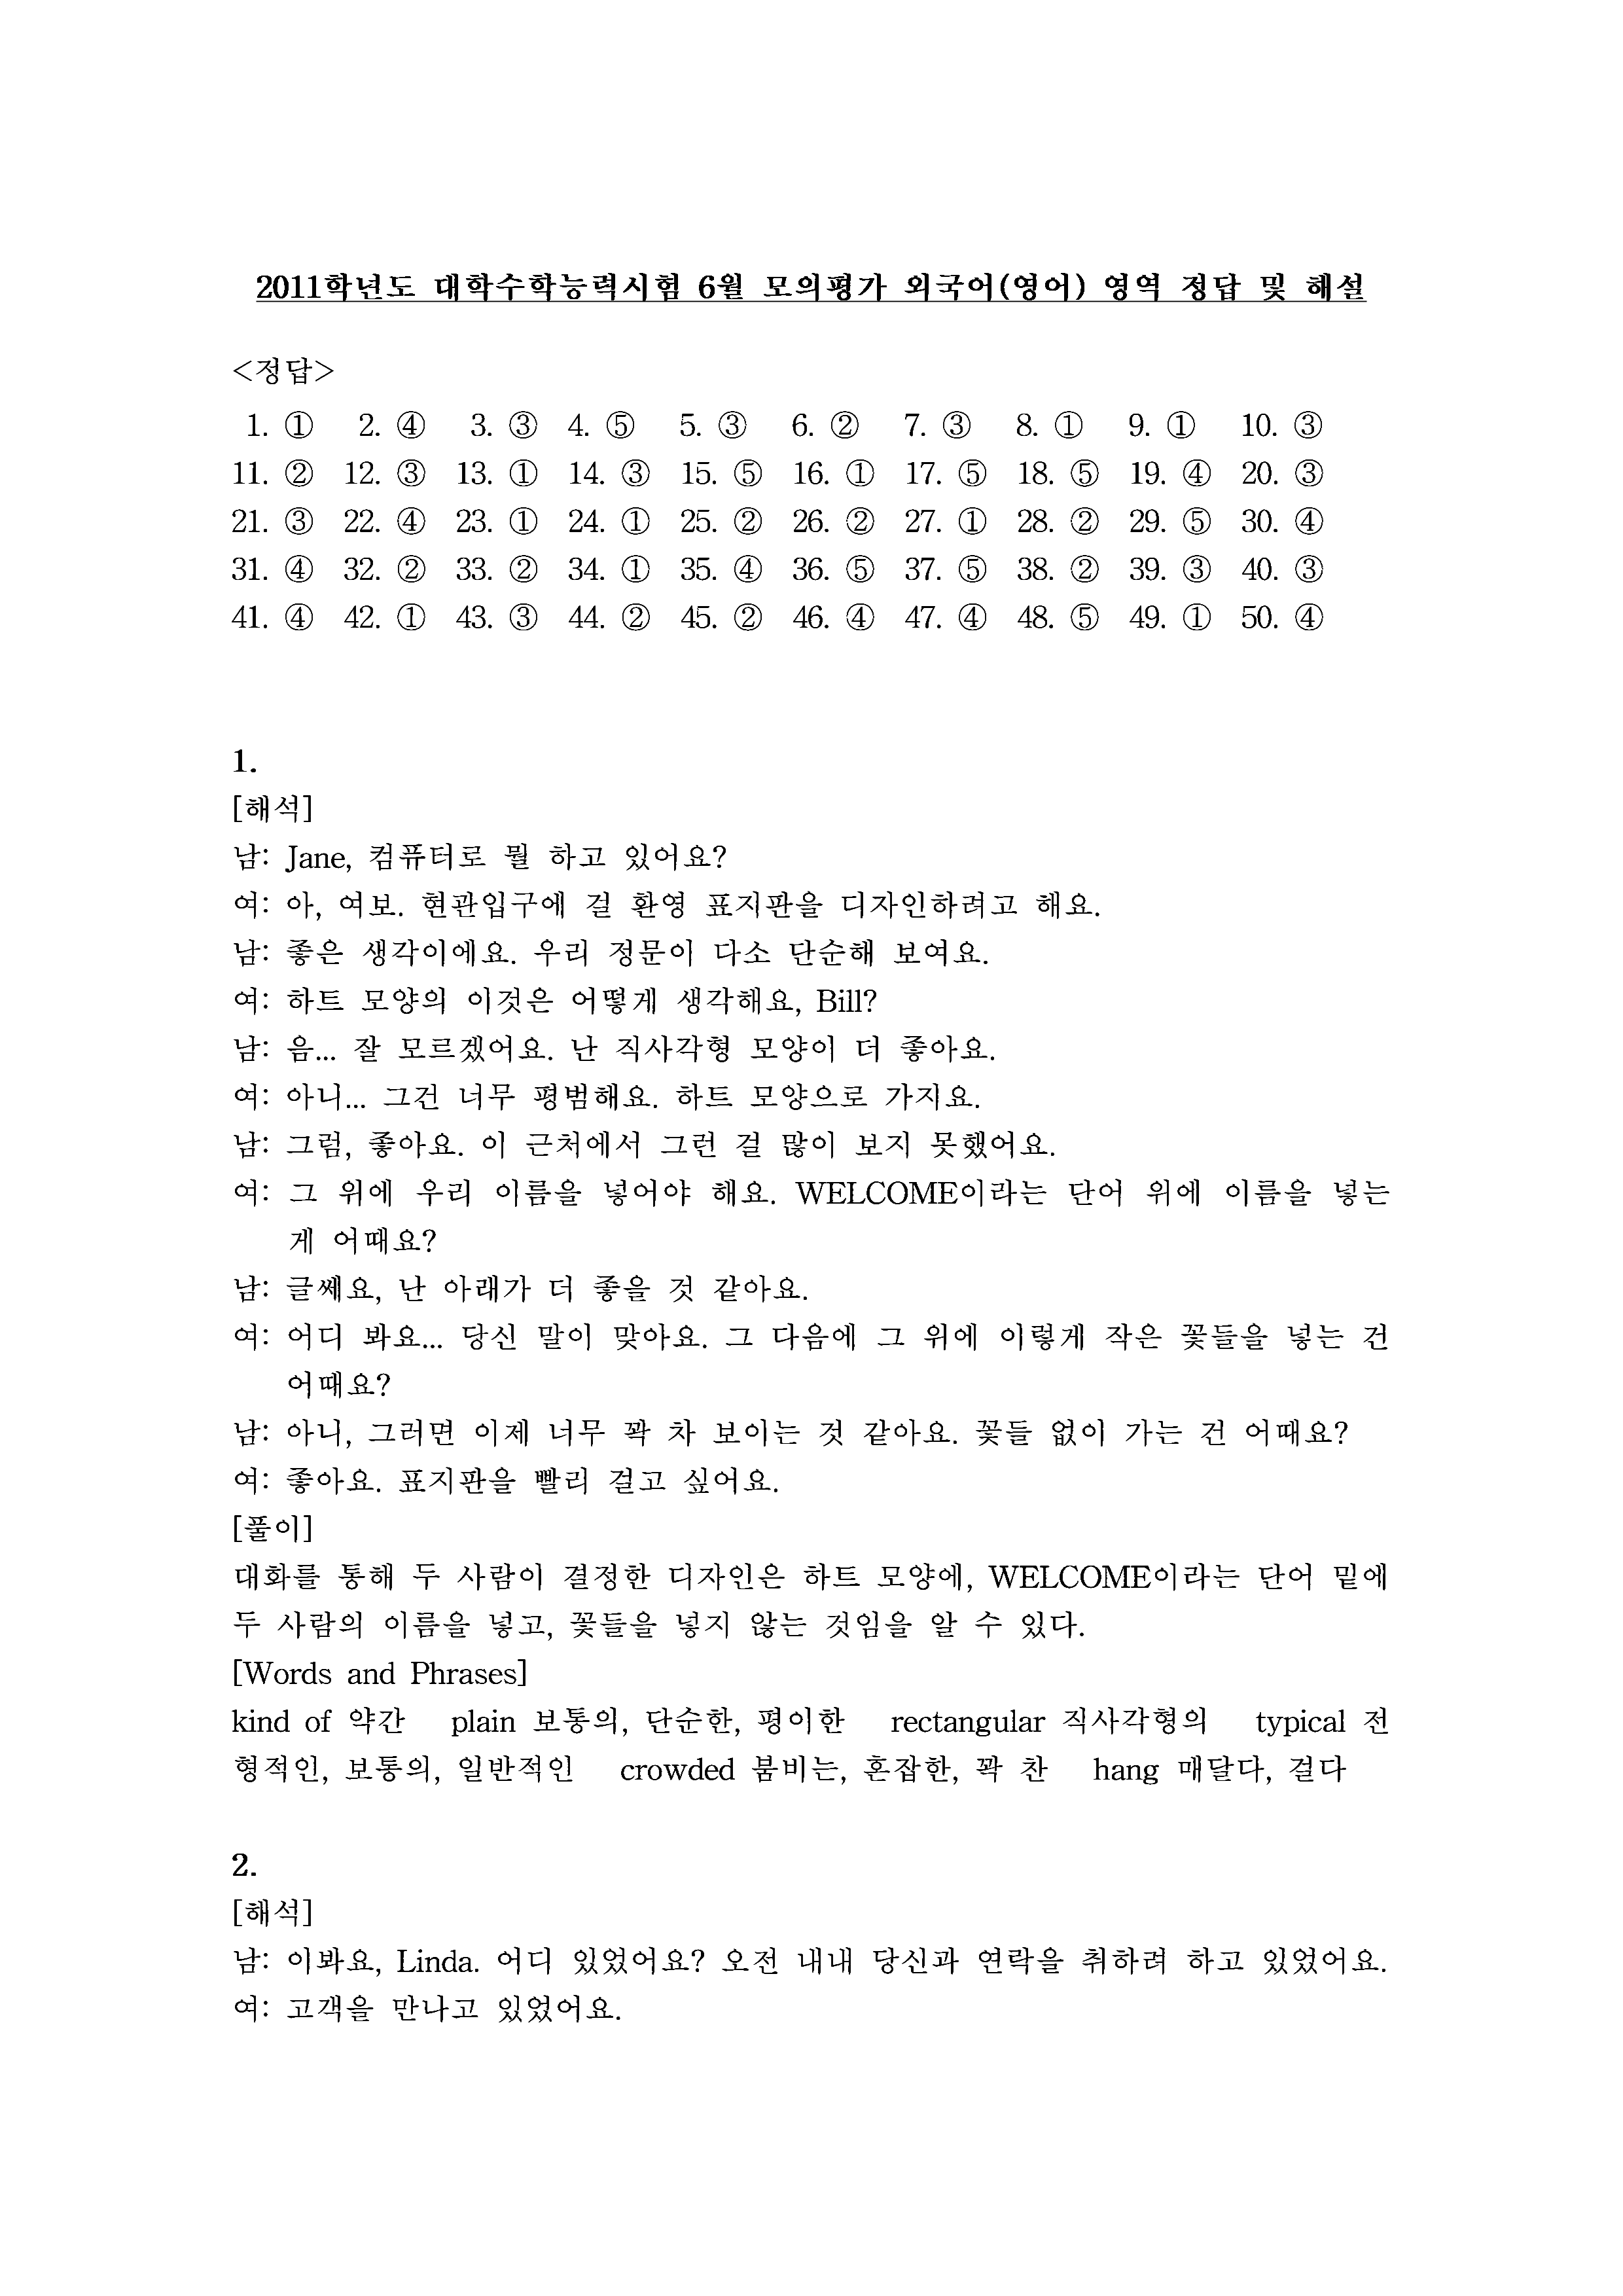 2011학년도 대학수학능력시험 6월 모의평가 외국어(영어) 영역 정답 및 해설
<정답>
1. ① 2. ④ 3. ③ 4. ⑤ 5. ③ 6. ② 7. ③ 8. ① 9. ① 10. ③
11. ② 12. ③ 13. ① 14. ③ 15. ⑤ 16. ① 17. ⑤ 18. ⑤ 19. ④ 20. ③
21. ③ 22. ④ 23. ① 24. ① 25. ② 26. ② 27. ① 28. ② 29. ⑤ 30. ④
31. ④ 32. ② 33. ② 34. ① 35. ④ 36. ⑤ 37. ⑤ 38. ② 39. ③ 40. ③
41. ④ 42. ① 43. ③ 44. ② 45. ② 46. ④ 47. ④ 48. ⑤ 49. ① 50. ④
1.
[해석]
남: Jane, 컴퓨터로 뭘 하고 있어요?
여: 아, 여보. 현관입구에 걸 환영 표지판을 디자인하려고 해요.
남: 좋은 생각이에요. 우리 정문이 다소 단순해 보여요.
여: 하트 모양의 이것은 어떻게 생각해요, Bill?
남: 음... 잘 모르겠어요. 난 직사각형 모양이 더 좋아요.
여: 아니... 그건 너무 평범해요. 하트 모양으로 가지요.
남: 그럼, 좋아요. 이 근처에서 그런 걸 많이 보지 못했어요.
여: 그 위에 우리 이름을 넣어야 해요. WELCOME이라는 단어 위에 이름을 넣는
게 어때요?
남: 글쎄요, 난 아래가 더 좋을 것 같아요.
여: 어디 봐요... 당신 말이 맞아요. 그 다음에 그 위에 이렇게 작은 꽃들을 넣는 건
어때요?
남: 아니, 그러면 이제 너무 꽉 차 보이는 것 같아요. 꽃들 없이 가는 건 어때요?
여: 좋아요. 표지판을 빨리 걸고 싶어요.
[풀이]
대화를 통해 두 사람이 결정한 디자인은 하트 모양에, WELCOME이라는 단어 밑에
두 사람의 이름을 넣고, 꽃들을 넣지 않는 것임을 알 수 있다.
[Words and Phrases]
kind of 약간 plain 보통의, 단순한, 평이한 rectangular 직사각형의 typical 전
형적인, 보통의, 일반적인 crowded 붐비는, 혼잡한, 꽉 찬 hang 매달다, 걸다
2.
[해석]
남: 이봐요, Linda. 어디 있었어요? 오전 내내 당신과 연락을 취하려 하고 있었어요.
여: 고객을 만나고 있었어요.